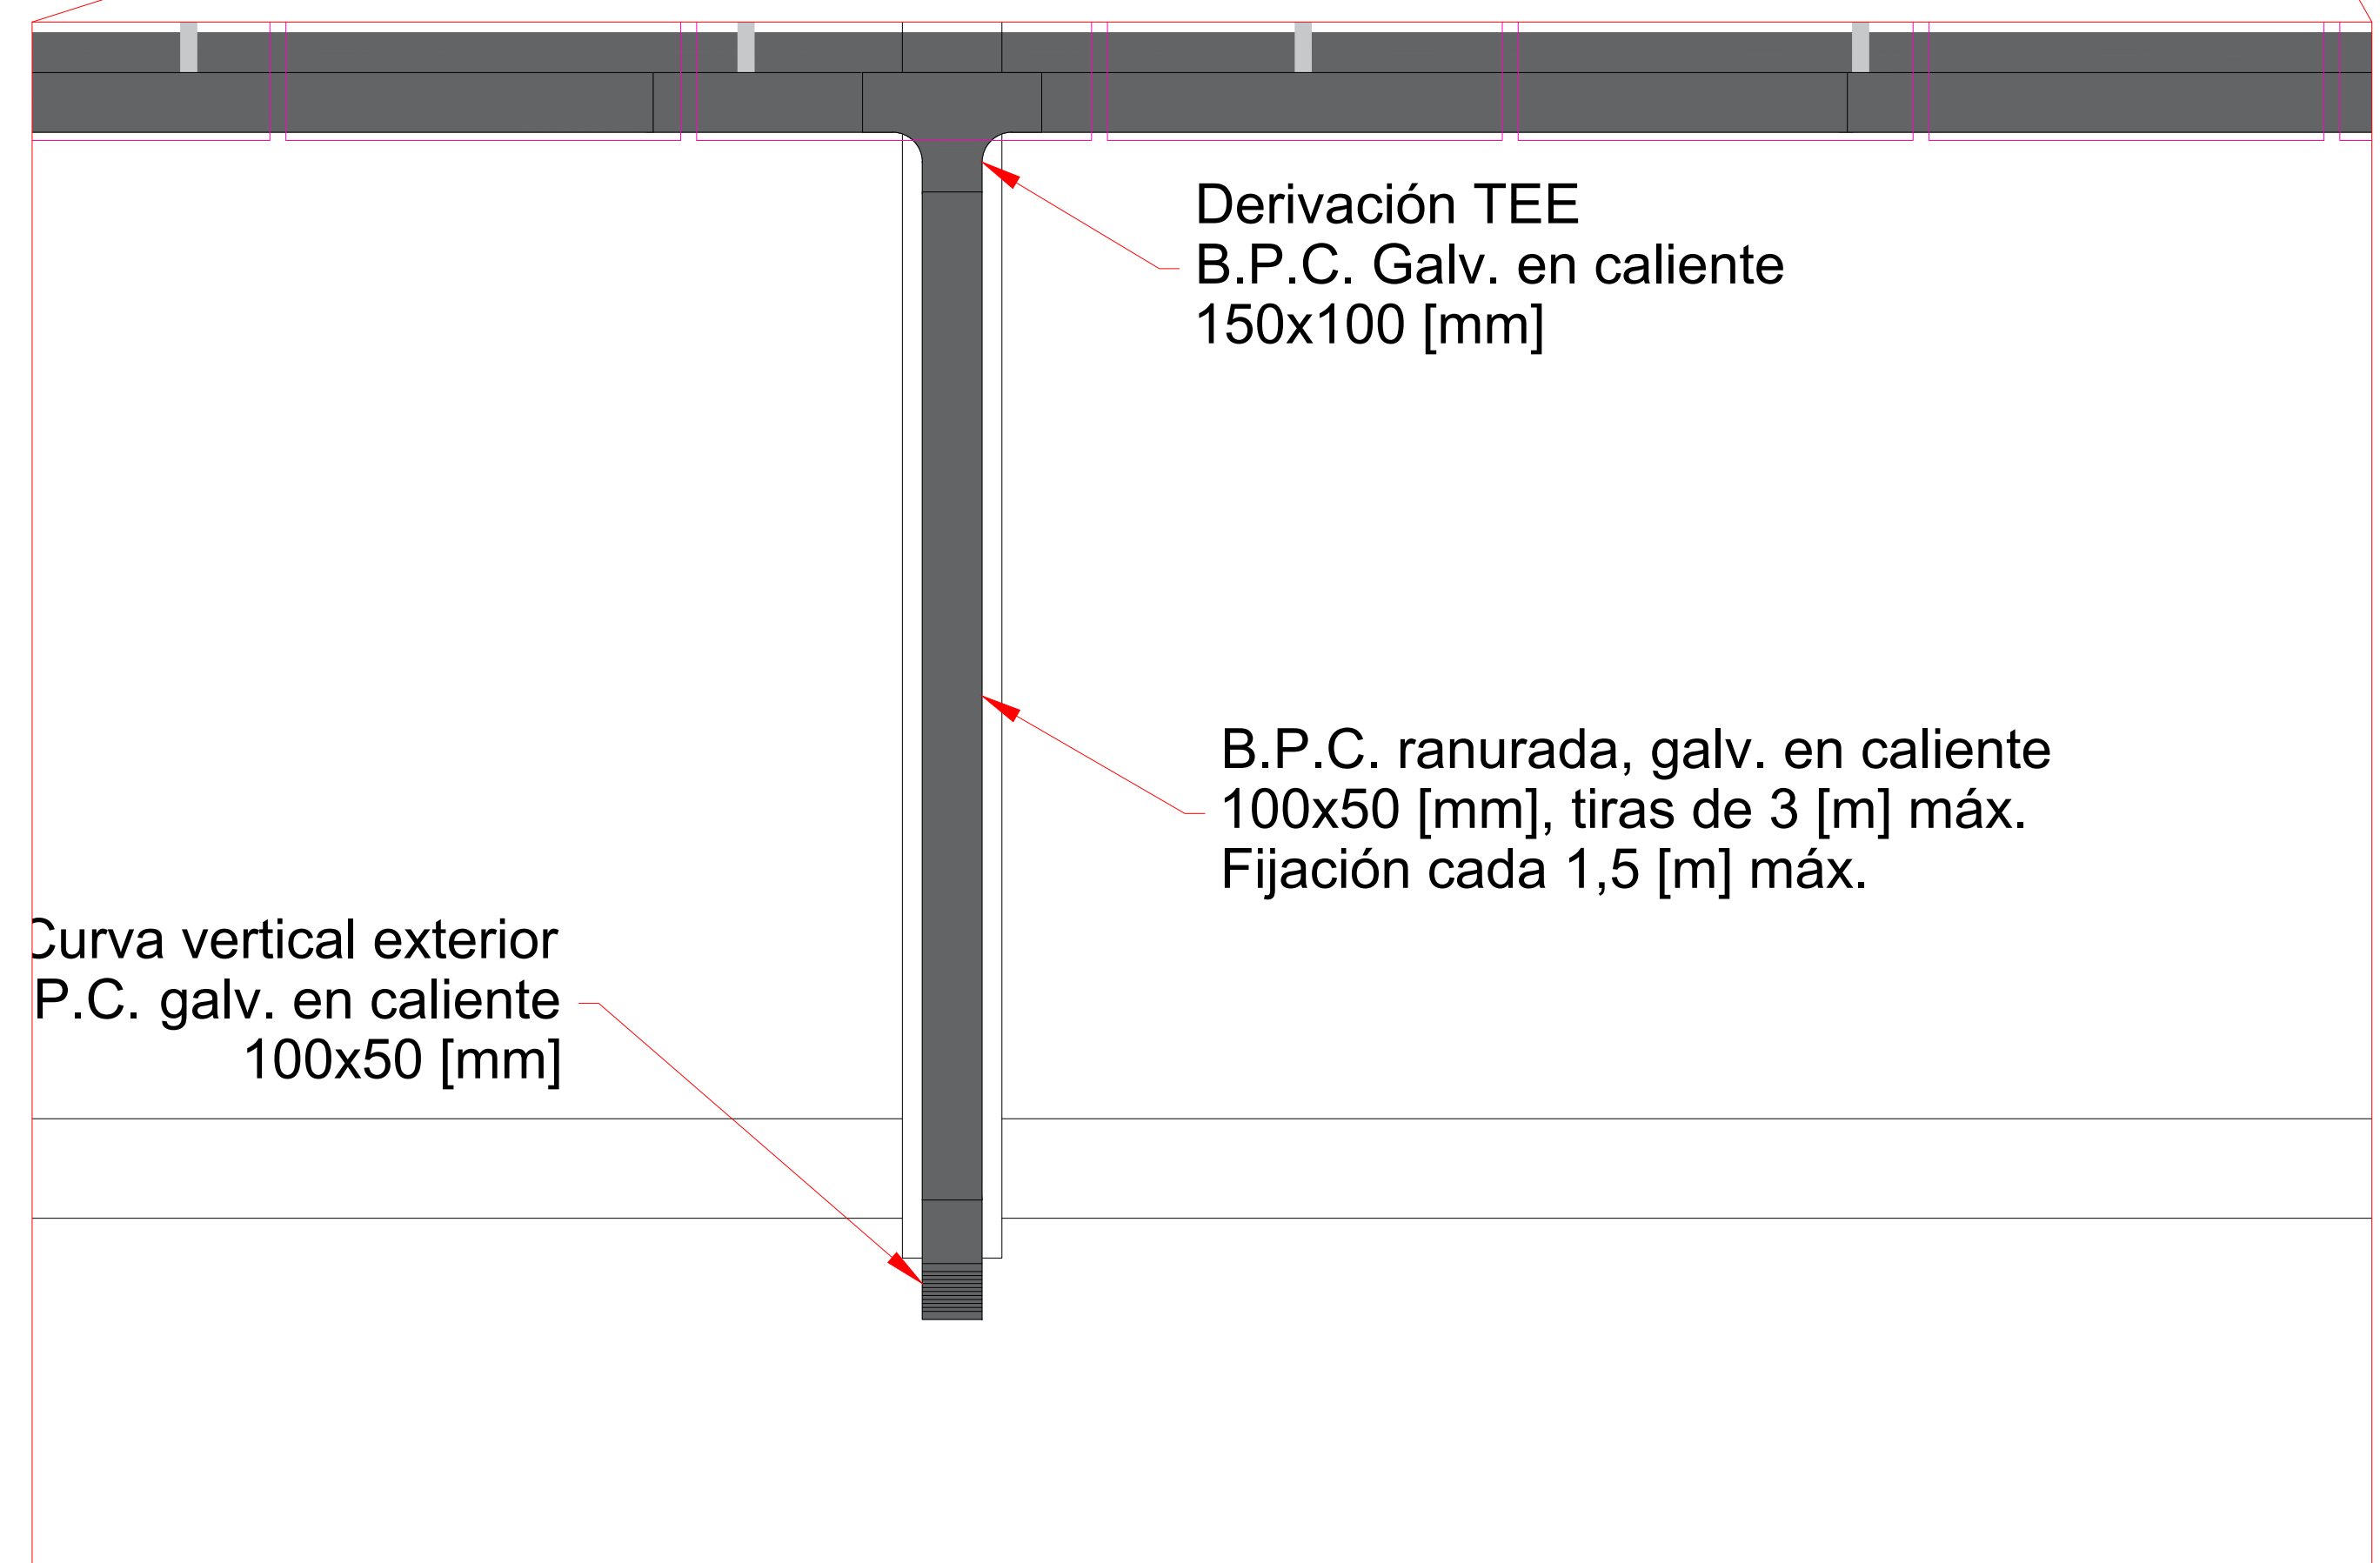 Derivación TEE
B.P.C. Galv. en caliente
150x100 [mm]
B.P.C. ranurada, galv. en caliente
100x50 [mm], tiras de 3 [m] máx.
Fijación cada 1,5 [m] máx.
Curva vertical exterior
P.C. galv. en caliente
100x50 [mm]